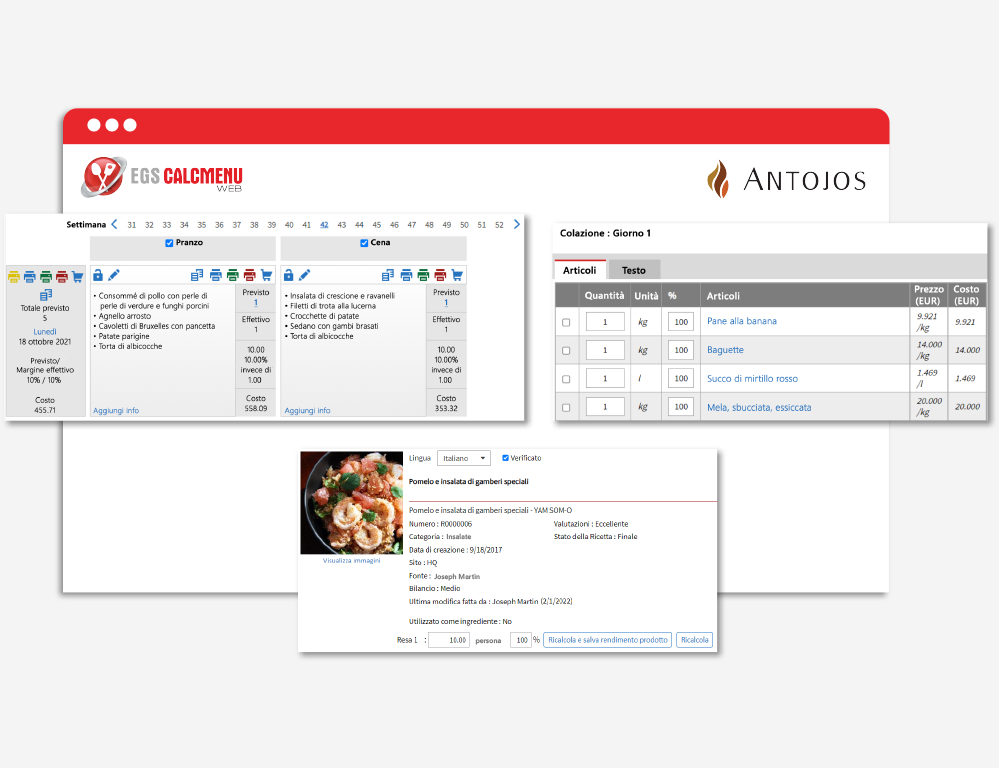 EGS CALCMENU
WEB
ANTOJOS
Settimana 31 32 33 34 35 36 37 38 39 40 41 42 43 44 45 46 47 48 49 50 51 52
Pranzo
Cena
Totale previsto
5
Lunedì
18 ottobre 2021
Previsto/
Margine effettivo
10% / 10%
Costo
455.71
• Consommé di pollo con perle di
perle di verdure e funghi porcini
• Agnello arrosto
• Cavoletti di Bruxelles con pancetta
• Patate parigine
• Torta di albicocche
Aggiungi info
Previsto
1
Effettivo
1
10.00
10.00%
invece di
1.00
Costo
558.09
• Insalata di crescione e ravanelli
• Filetti di trota alla lucerna
• Crocchette di patate
• Sedano con gambi brasati
• Torta di albicocche
Aggiungi info
Previsto
1
Effettivo
1
10.00
10.00%
invece di
1.00
Costo
353.32
Colazione : Giorno 1
Articoli Testo
Quantità Unità % Articoli Prezzo (EUR) Costo (EUR)
1 kg 100 Pane alla banana 9.921 /kg 9.921
1 kg 100 Baguette 14.000 /kg 14.000
1 l 100 Succo di mirtillo rosso 1.469 /l 1.469
1 kg 100 Mela, sbucciata, essiccata 20.000 /kg 20.000
Lingua Italiano Verificato
Pomelo e insalata di gamberi speciali
Pomelo e insalata di gamberi speciali - YAM SOM-O
Numero : R0000006 Valutazioni : Eccellente
Categoria : Insalate Stato della Ricetta : Finale
Data di creazione : 9/18/2017
Visualizza immagini
Sito : HQ
Fonte : Joseph Martin
Bilancio : Medio
Ultima modifica fatta da : Joseph Martin (2/1/2022)
Utilizzato come ingrediente : No
Resa 1 : 10.00 persona 100 % Ricalcola e salva rendimento prodotto Ricalcola